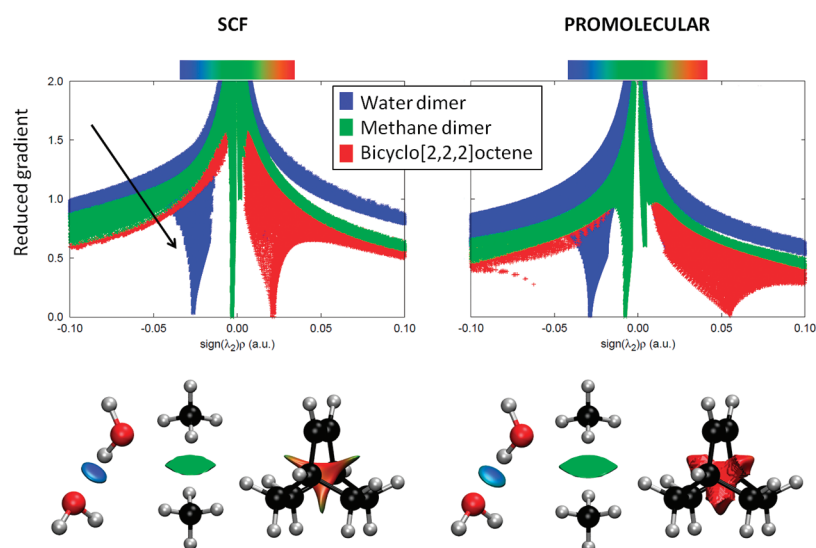 SCF
PROMOLECULAR
Reduced gradient
2.0
1.5
1.0
0.5
0.0
-0.10
-0.05
0.00
0.05
0.10
sign(λ₂)ρ (a.u.)
Water dimer
Methane dimer
Bicyclo[2,2,2]octene
-0.10
-0.05
0.00
0.05
0.10
sign(λ₂)ρ (a.u.)